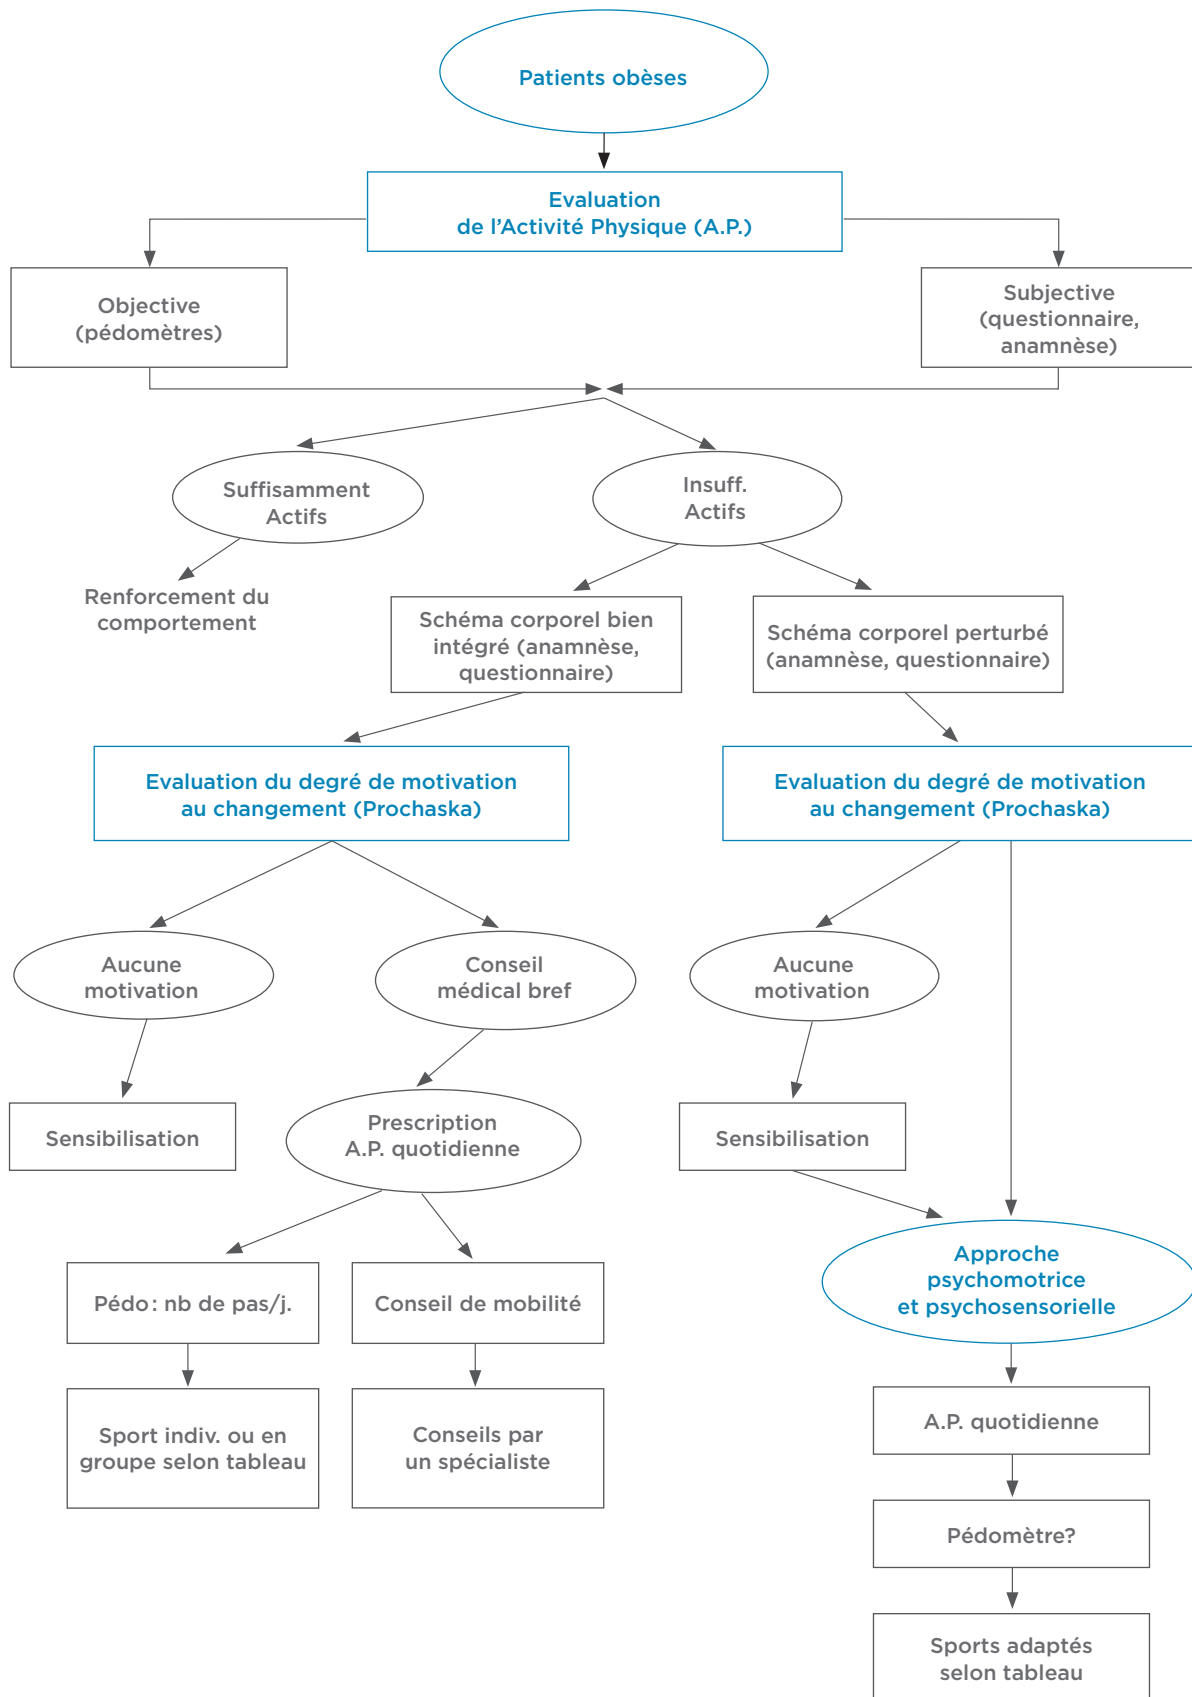 Patients obèses
Evaluation
de l'Activité Physique (A.P.)
Objective
(pédomètres)
Subjective
(questionnaire,
anamnèse)
Suffisamment
Actifs
Insuff.
Actifs
Renforcement du
comportement
Schéma corporel bien
intégré (anamnèse,
questionnaire)
Schéma corporel perturbé
(anamnèse, questionnaire)
Evaluation du degré de motivation
au changement (Prochaska)
Evaluation du degré de motivation
au changement (Prochaska)
Aucune
motivation
Conseil
médical bref
Aucune
motivation
Sensibilisation
Prescription
A.P. quotidienne
Sensibilisation
Pédo : nb de pas/j.
Conseil de mobilité
Approche
psychomotrice
et psychosensorielle
Sport indiv. ou en
groupe selon tableau
Conseils par
un spécialiste
A.P. quotidienne
Pédomètre?
Sports adaptés
selon tableau